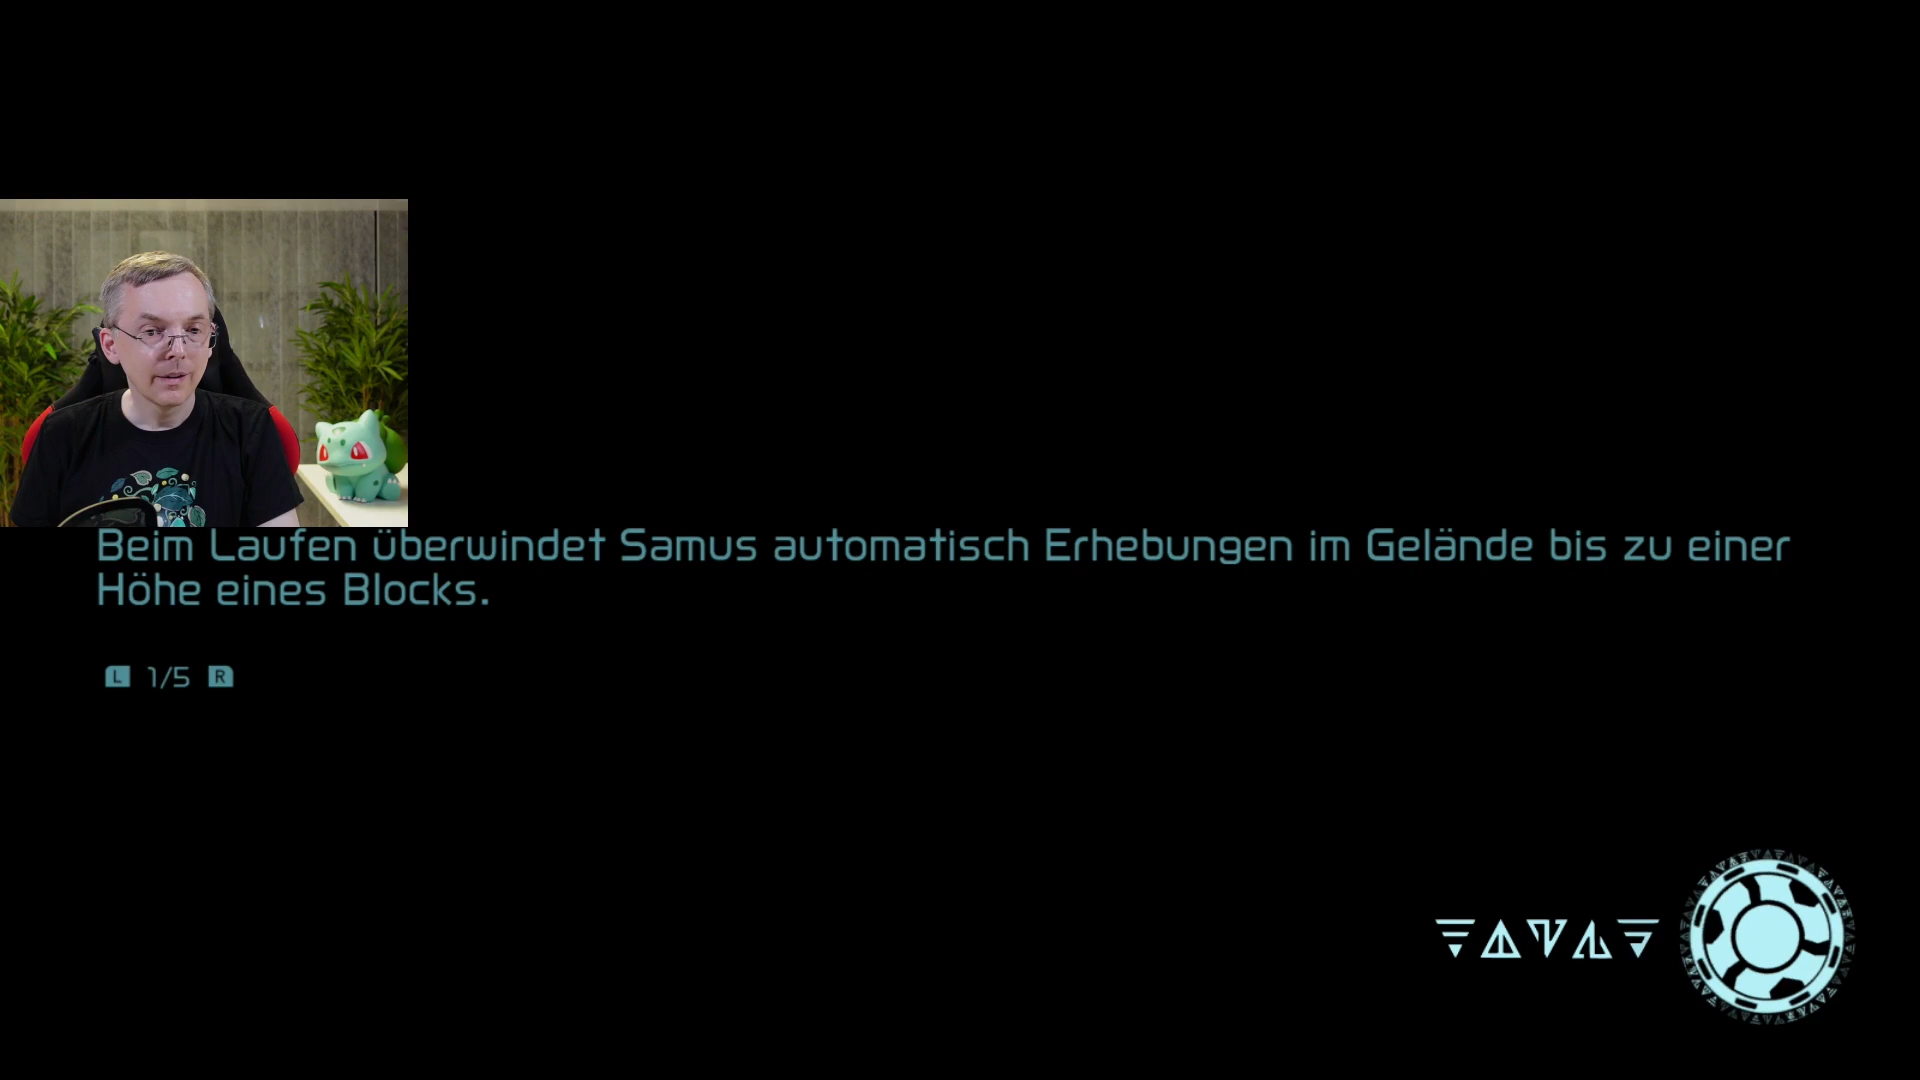 Beim Laufen überwindet Samus automatisch Erhebungen im Gelände bis zu einer
Höhe eines Blocks.
L 1/5 R